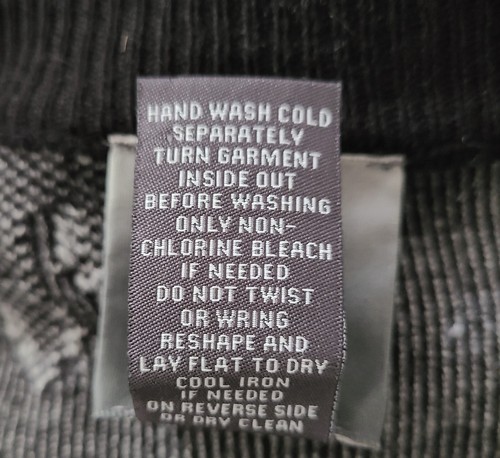 HAND WASH COLD
SEPARATELY
TURN GARMENT
INSIDE OUT
BEFORE WASHING
ONLY NON-
CHLORINE BLEACH
IF NEEDED
DO NOT TWIST
OR WRING
RESHAPE AND
LAY FLAT TO DRY
COOL IRON
IF NEEDED
ON REVERSE SIDE
OR DRY CLEAN